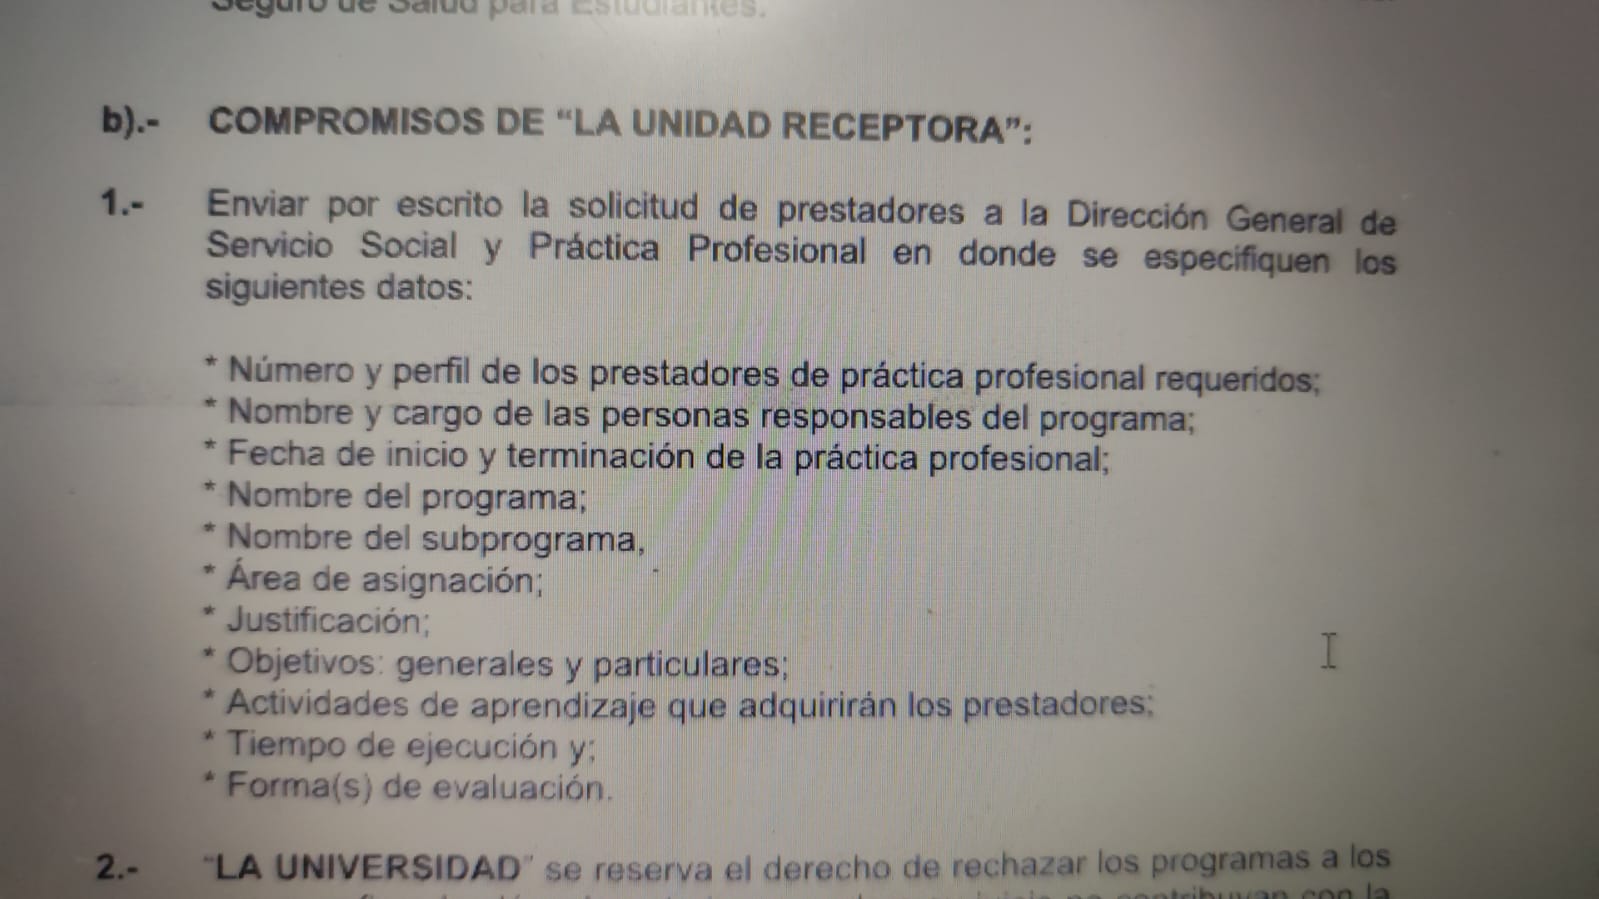 Seguro de Salud para Estudiantes.
b).- COMPROMISOS DE “LA UNIDAD RECEPTORA”:
1.- Enviar por escrito la solicitud de prestadores a la Dirección General de
Servicio Social y Práctica Profesional en donde se especifiquen los
siguientes datos:
* Número y perfil de los prestadores de práctica profesional requeridos;
* Nombre y cargo de las personas responsables del programa;
* Fecha de inicio y terminación de la práctica profesional;
* Nombre del programa;
* Nombre del subprograma,
* Área de asignación;
* Justificación;
* Objetivos: generales y particulares;
* Actividades de aprendizaje que adquirirán los prestadores;
* Tiempo de ejecución y;
* Forma(s) de evaluación.
2.- “LA UNIVERSIDAD” se reserva el derecho de rechazar los programas a los
no contribuyan con la